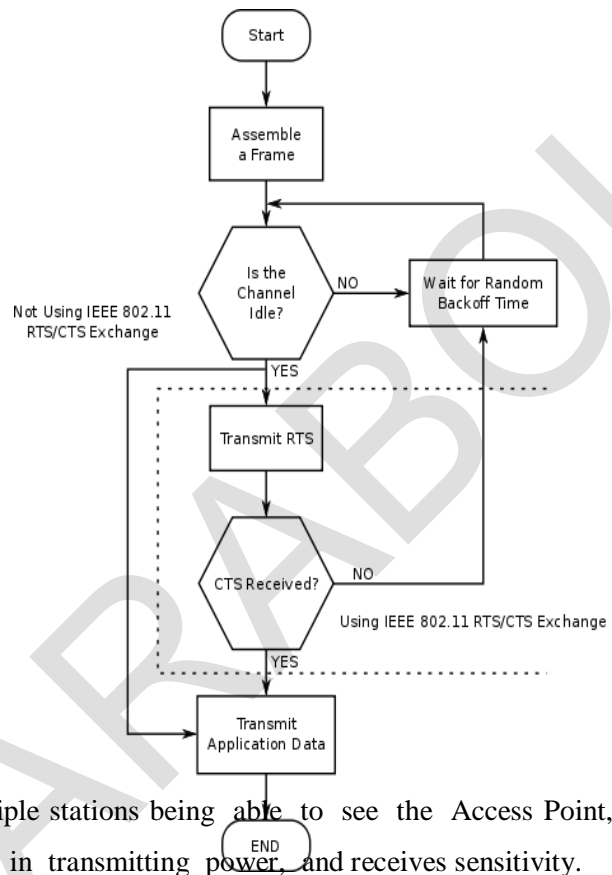 Start
Assemble
a Frame
Is the
Channel
Idle?
NO
Wait for Random
Backoff Time
Not Using IEEE 802.11
RTS/CTS Exchange
YES
Transmit RTS
CTS Received?
NO
Using IEEE 802.11 RTS/CTS Exchange
YES
Transmit
Application Data
iple stations being able to see the Access Point,
END
in transmitting power, and receives sensitivity.